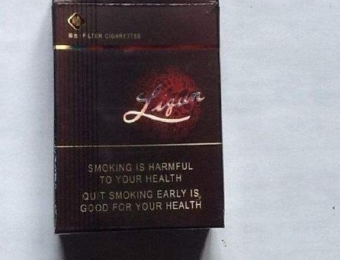 FILTER CIGARETTES
Liqun
SMOKING IS HARMFUL
TO YOUR HEALTH
QUIT SMOKING EARLY IS
GOOD FOR YOUR HEALTH